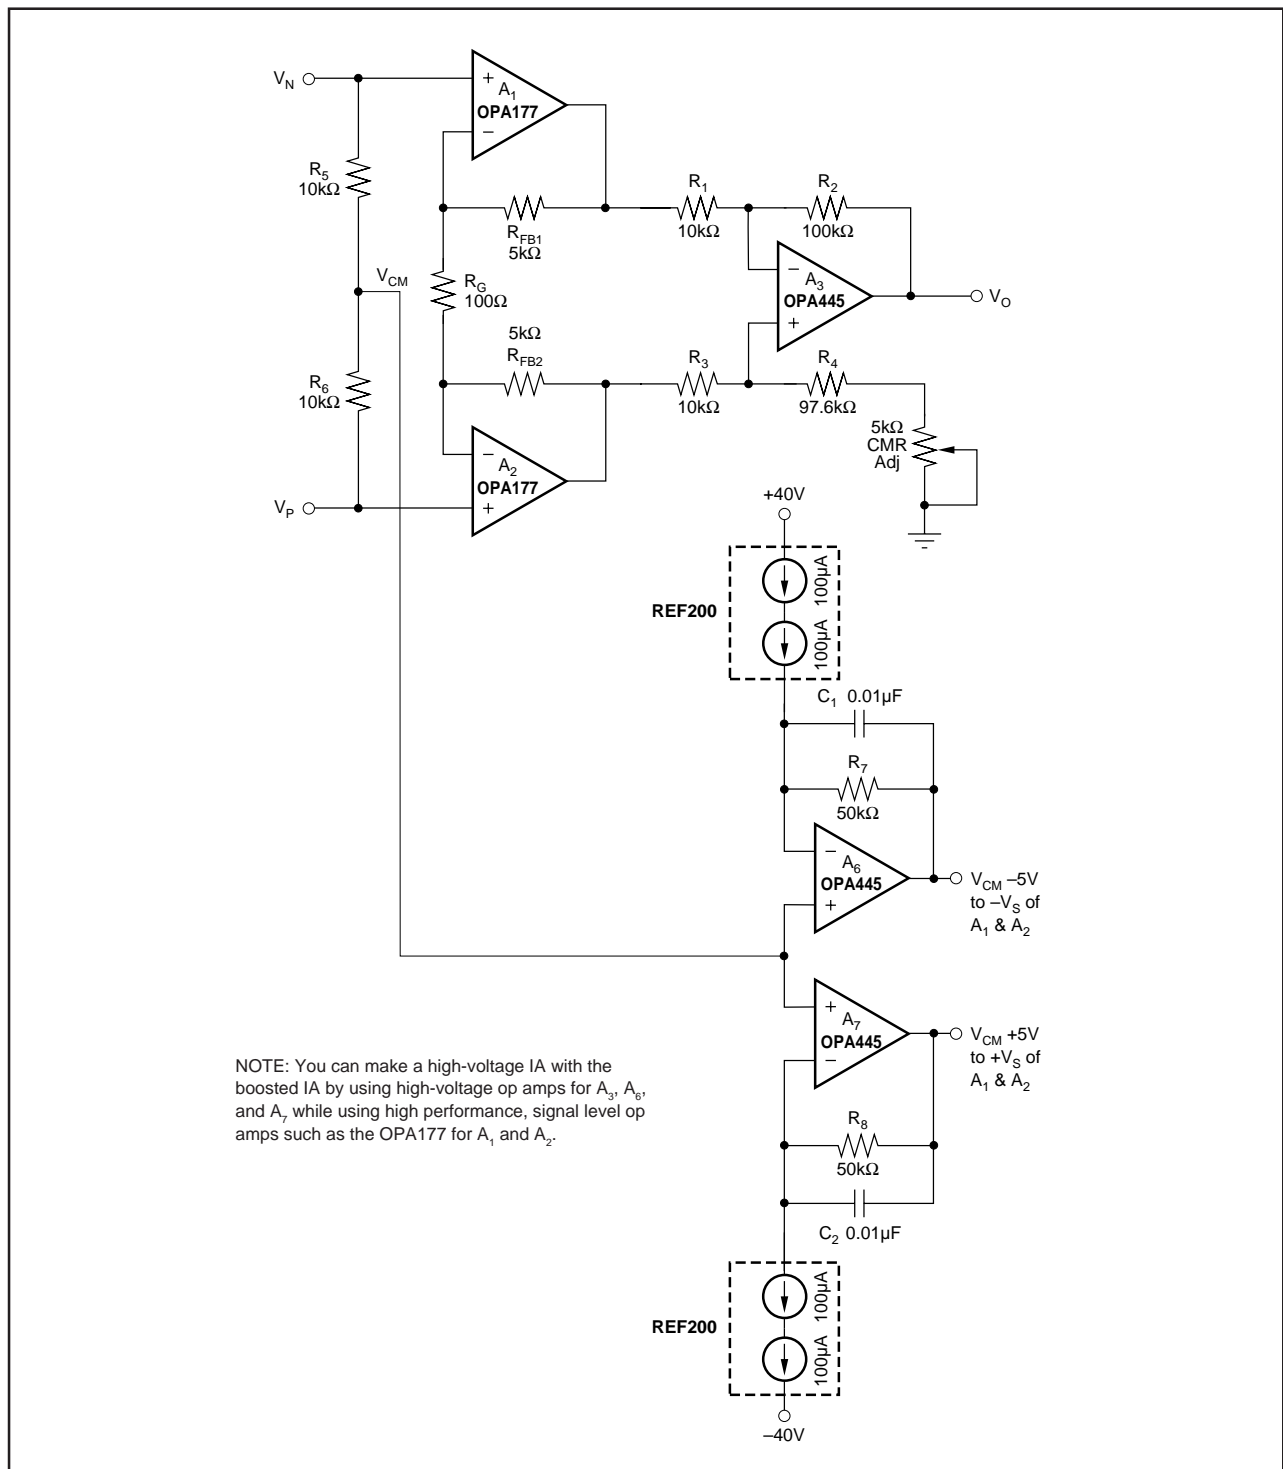 V_N
+
A_1
OPA177
–
R_5
10kΩ
R_FB1
5kΩ
R_1
10kΩ
R_2
100kΩ
V_CM
R_G
100Ω
–
A_3
OPA445
+
V_O
5kΩ
R_FB2
R_3
10kΩ
R_4
97.6kΩ
R_6
10kΩ
5kΩ
CMR
Adj
–
A_2
OPA177
+
V_P
+40V
REF200
100µA
100µA
C_1 0.01µF
R_7
50kΩ
–
A_6
OPA445
+
V_CM –5V
to –V_S of
A_1 & A_2
+
A_7
OPA445
–
V_CM +5V
to +V_S of
A_1 & A_2
NOTE: You can make a high-voltage IA with the
boosted IA by using high-voltage op amps for A_3, A_6,
and A_7 while using high performance, signal level op
amps such as the OPA177 for A_1 and A_2.
R_8
50kΩ
C_2 0.01µF
REF200
100µA
100µA
–40V